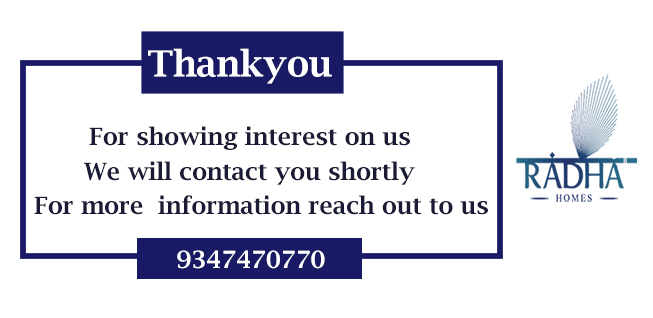 Thankyou
For showing interest on us
We will contact you shortly
For more information reach out to us
9347470770
RADHA
HOMES